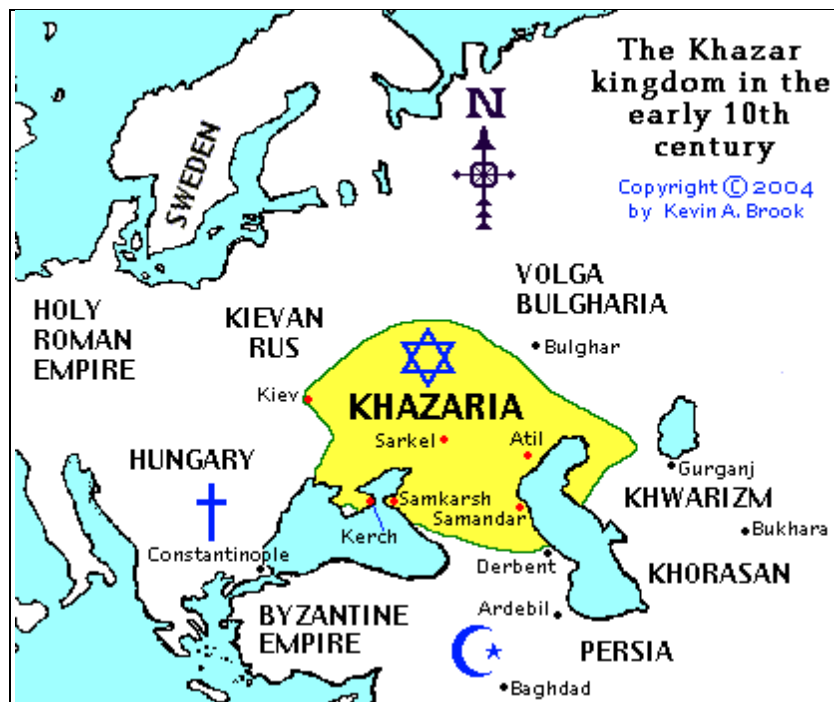 The Khazar
kingdom in the
early 10th
century
Copyright © 2004
by Kevin A. Brook
N
SWEDEN
HOLY
ROMAN
EMPIRE
KIEVAN
RUS
VOLGA
BULGHARIA
Bulghar
Kiev
KHAZARIA
Sarkel
Atil
HUNGARY
Gurganj
KHWARIZM
Samkarsh
Samandar
Kerch
Bukhara
Constantinople
Derbent
KHORASAN
Ardebil
BYZANTINE
EMPIRE
PERSIA
Baghdad